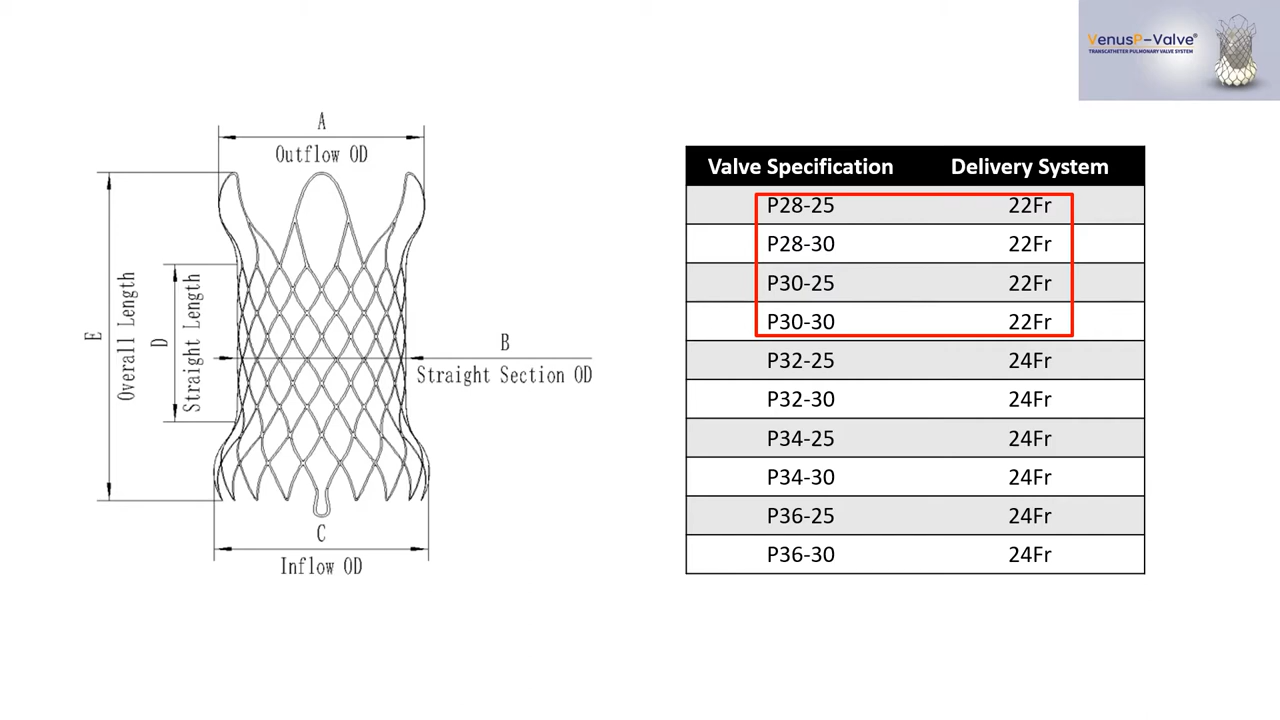 VenusP-Valve®
TRANSCATHETER PULMONARY VALVE SYSTEM
A
Outflow OD
E
Overall Length
D
Straight Length
B
Straight Section OD
C
Inflow OD
Valve Specification Delivery System
P28-25 22Fr
P28-30 22Fr
P30-25 22Fr
P30-30 22Fr
P32-25 24Fr
P32-30 24Fr
P34-25 24Fr
P34-30 24Fr
P36-25 24Fr
P36-30 24Fr